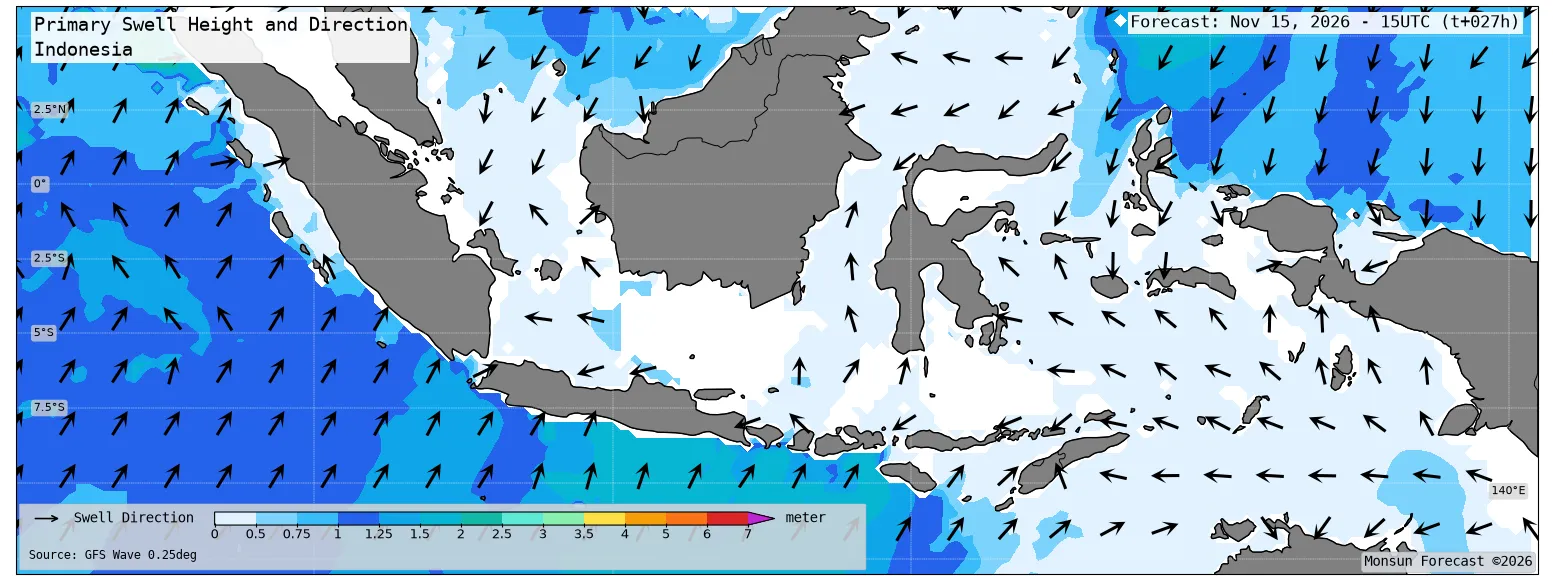 Primary Swell Height and Direction
Indonesia
Forecast: Nov 15, 2026 - 15UTC (t+027h)
2.5°N
0°
2.5°S
5°S
7.5°S
140°E
Swell Direction
0 0.5 0.75 1 1.25 1.5 2 2.5 3 3.5 4 5 6 7
meter
Source: GFS Wave 0.25deg
Monsun Forecast ©2026